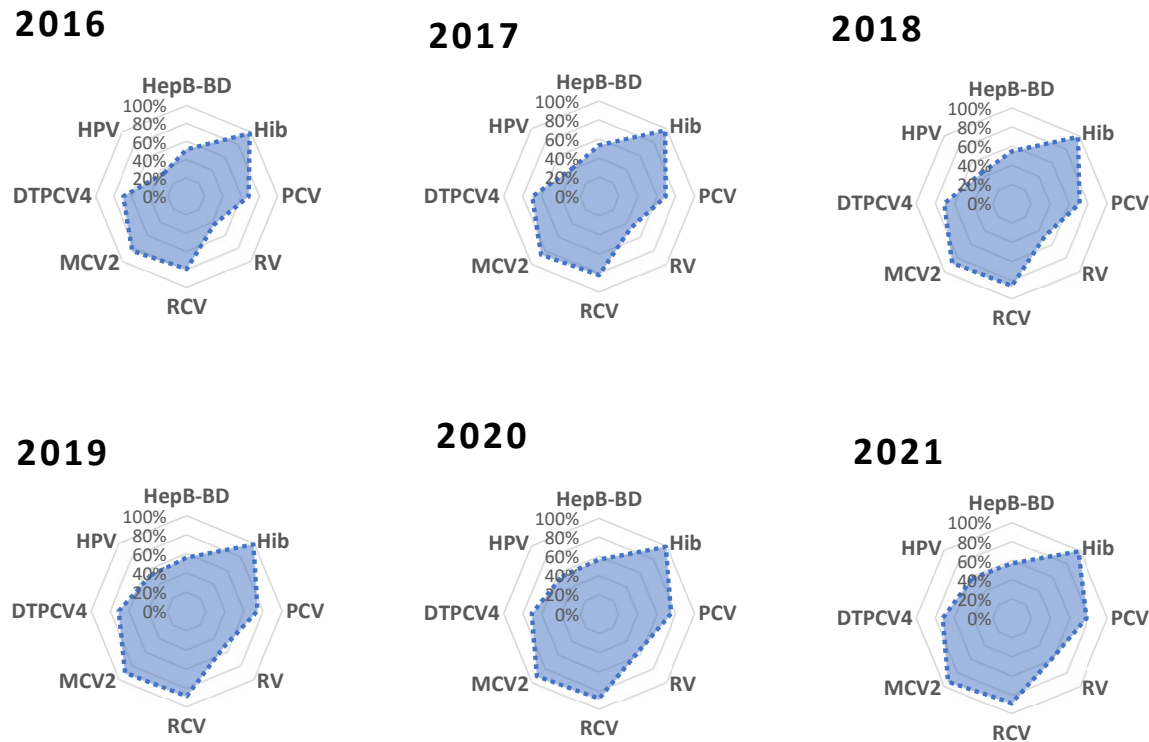 2016
HepB-BD
100%
80%
60%
40%
20%
0%
Hib
PCV
RV
RCV
MCV2
DTPCV4
HPV
2017
HepB-BD
100%
80%
60%
40%
20%
0%
Hib
PCV
RV
RCV
MCV2
DTPCV4
HPV
2018
HepB-BD
100%
80%
60%
40%
20%
0%
Hib
PCV
RV
RCV
MCV2
DTPCV4
HPV
2019
HepB-BD
100%
80%
60%
40%
20%
0%
Hib
PCV
RV
RCV
MCV2
DTPCV4
HPV
2020
HepB-BD
100%
80%
60%
40%
20%
0%
Hib
PCV
RV
RCV
MCV2
DTPCV4
HPV
2021
HepB-BD
100%
80%
60%
40%
20%
0%
Hib
PCV
RV
RCV
MCV2
DTPCV4
HPV